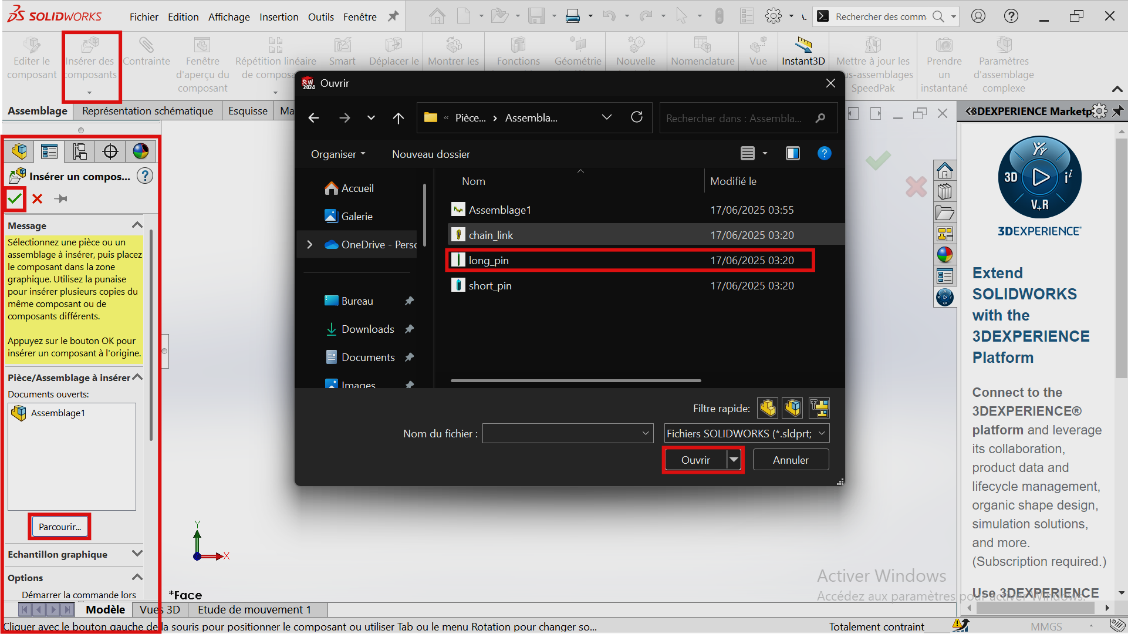 SOLIDWORKS
Fichier Edition Affichage Insertion Outils Fenêtre
Rechercher des comm
Editer le composant
Insérer des composants
Contrainte
Fenêtre d'aperçu du composant
Répétition linéaire de compos
Smart
Déplacer le
Montrer les
Fonctions
Géométrie
Nouvelle
Nomenclature
Vue
Instant3D
Mettre à jour les
us-assemblages
SpeedPak
Prendre un instantané
Paramètres d'assemblage complexe
Assemblage
Représentation schématique
Esquisse
Ma
Insérer un compos...
Message
Sélectionnez une pièce ou un
assemblage à insérer, puis placez
le composant dans la zone
graphique. Utilisez la punaise
pour insérer plusieurs copies du
même composant ou de
composants différents.
Appuyez sur le bouton OK pour
insérer un composant à l'origine.
Pièce/Assemblage à insérer
Documents ouverts:
Assemblage1
Parcourir...
Echantillon graphique
Options
Démarrer la commande lors
Ouvrir
« Pièce... › Assembla...
Rechercher dans : Assembla...
Organiser
Nouveau dossier
Accueil
Galerie
OneDrive - Persc
Bureau
Downloads
Documents
Images
Nom
Modifié le
Assemblage1 17/06/2025 03:55
chain_link 17/06/2025 03:20
long_pin 17/06/2025 03:20
short_pin 17/06/2025 03:20
Filtre rapide:
Nom du fichier :
Fichiers SOLIDWORKS (*.sldprt;
Ouvrir
Annuler
Y
X
*Face
3DEXPERIENCE Marketp
3D
V+R
3DEXPERIENCE
Extend
SOLIDWORKS
with the
3DEXPERIENCE
Platform
Connect to the
3DEXPERIENCE®
platform and leverage
its collaboration,
product data and
lifecycle management,
organic shape design,
simulation solutions,
and more.
(Subscription required.)
Use 3DEXPERIENCE
Activer Windows
Accédez aux paramètres
Modèle
Vues 3D
Etude de mouvement 1
Cliquer avec le bouton gauche de la souris pour positionner le composant ou utiliser Tab ou le menu Rotation pour changer so...
Totalement contraint
MMGS